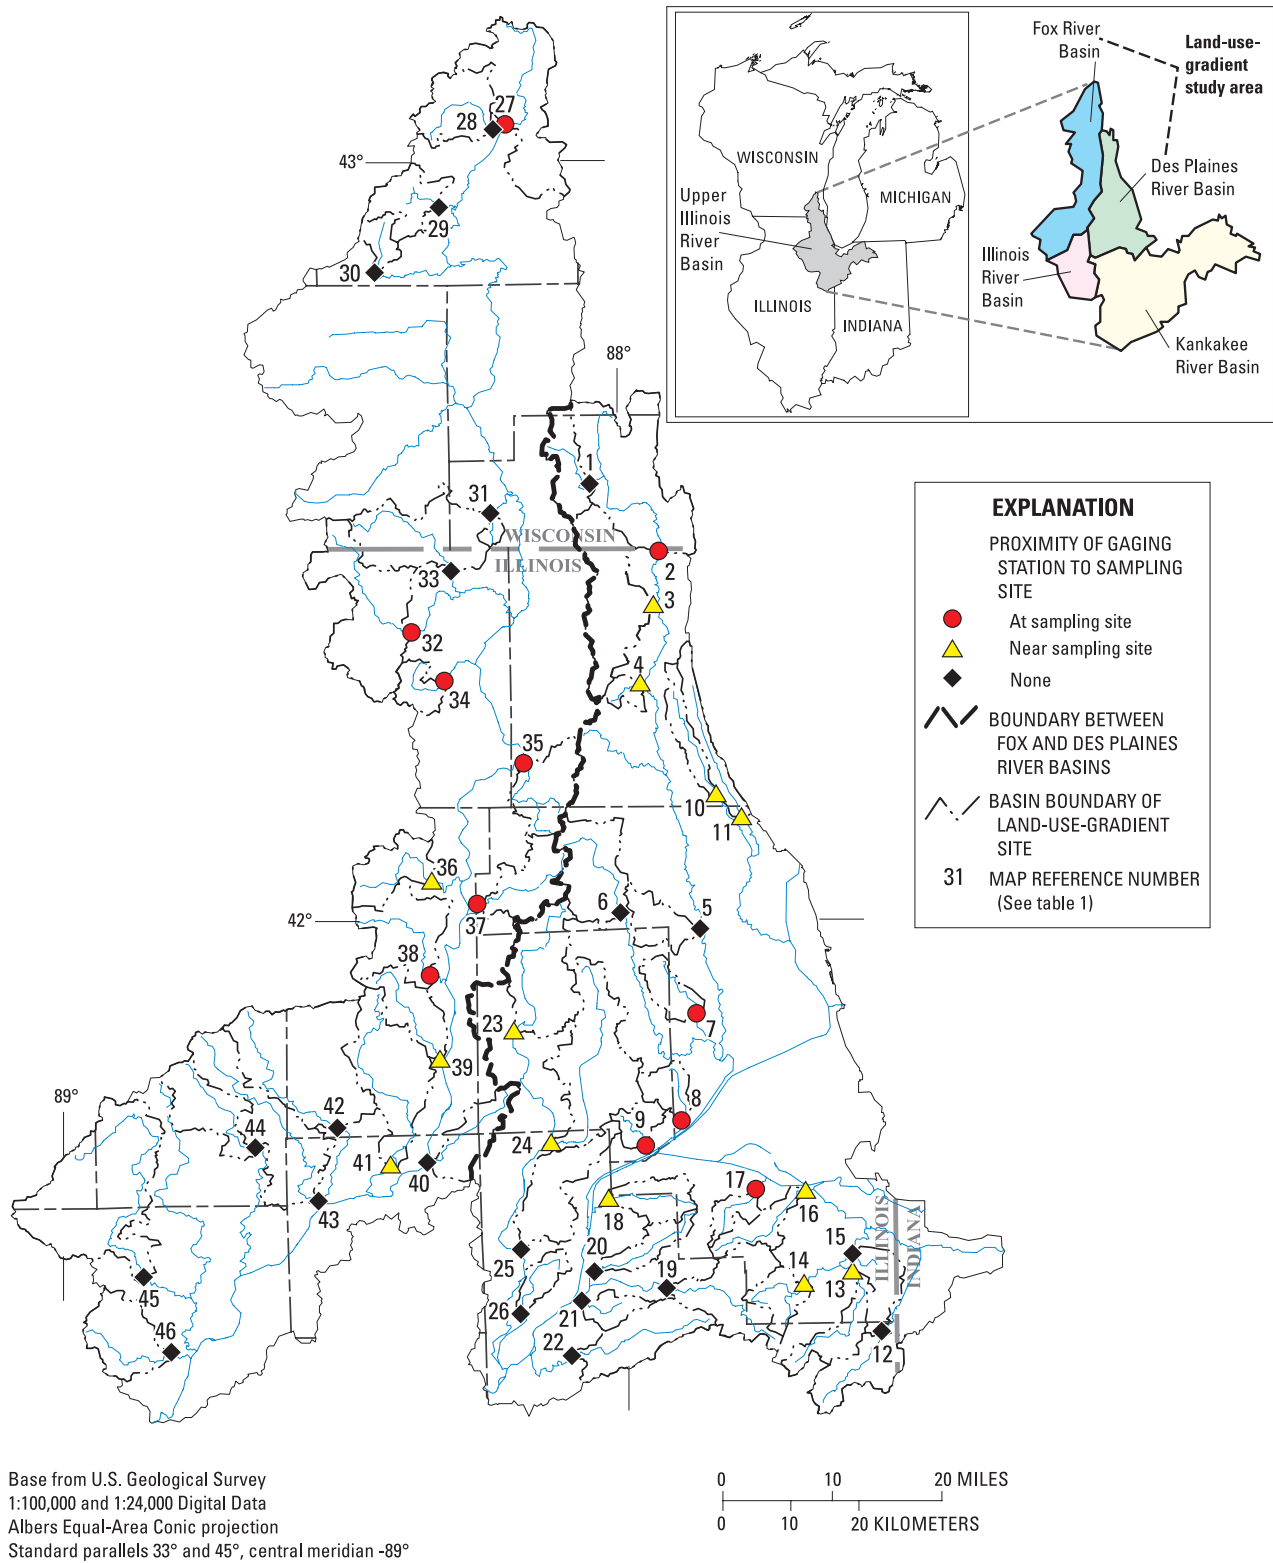 Fox River
Basin
Land-use-
gradient
study area
WISCONSIN
MICHIGAN
Upper
Illinois
River
Basin
ILLINOIS
INDIANA
Des Plaines
River Basin
Illinois
River
Basin
Kankakee
River Basin
27
28
43°
29
30
88°
1
31
WISCONSIN
ILLINOIS
33
2
3
32
4
34
35
10
11
36
6
5
42°
37
38
7
23
39
89°
8
42
9
44
24
41
40
17
43
18
16
ILLINOIS
INDIANA
15
20
25
19
14
13
45
26
21
22
12
46
EXPLANATION
PROXIMITY OF GAGING
STATION TO SAMPLING
SITE
At sampling site
Near sampling site
None
BOUNDARY BETWEEN
FOX AND DES PLAINES
RIVER BASINS
BASIN BOUNDARY OF
LAND-USE-GRADIENT
SITE
31 MAP REFERENCE NUMBER
(See table 1)
Base from U.S. Geological Survey
1:100,000 and 1:24,000 Digital Data
Albers Equal-Area Conic projection
Standard parallels 33° and 45°, central meridian -89°
0 10 20 MILES
0 10 20 KILOMETERS